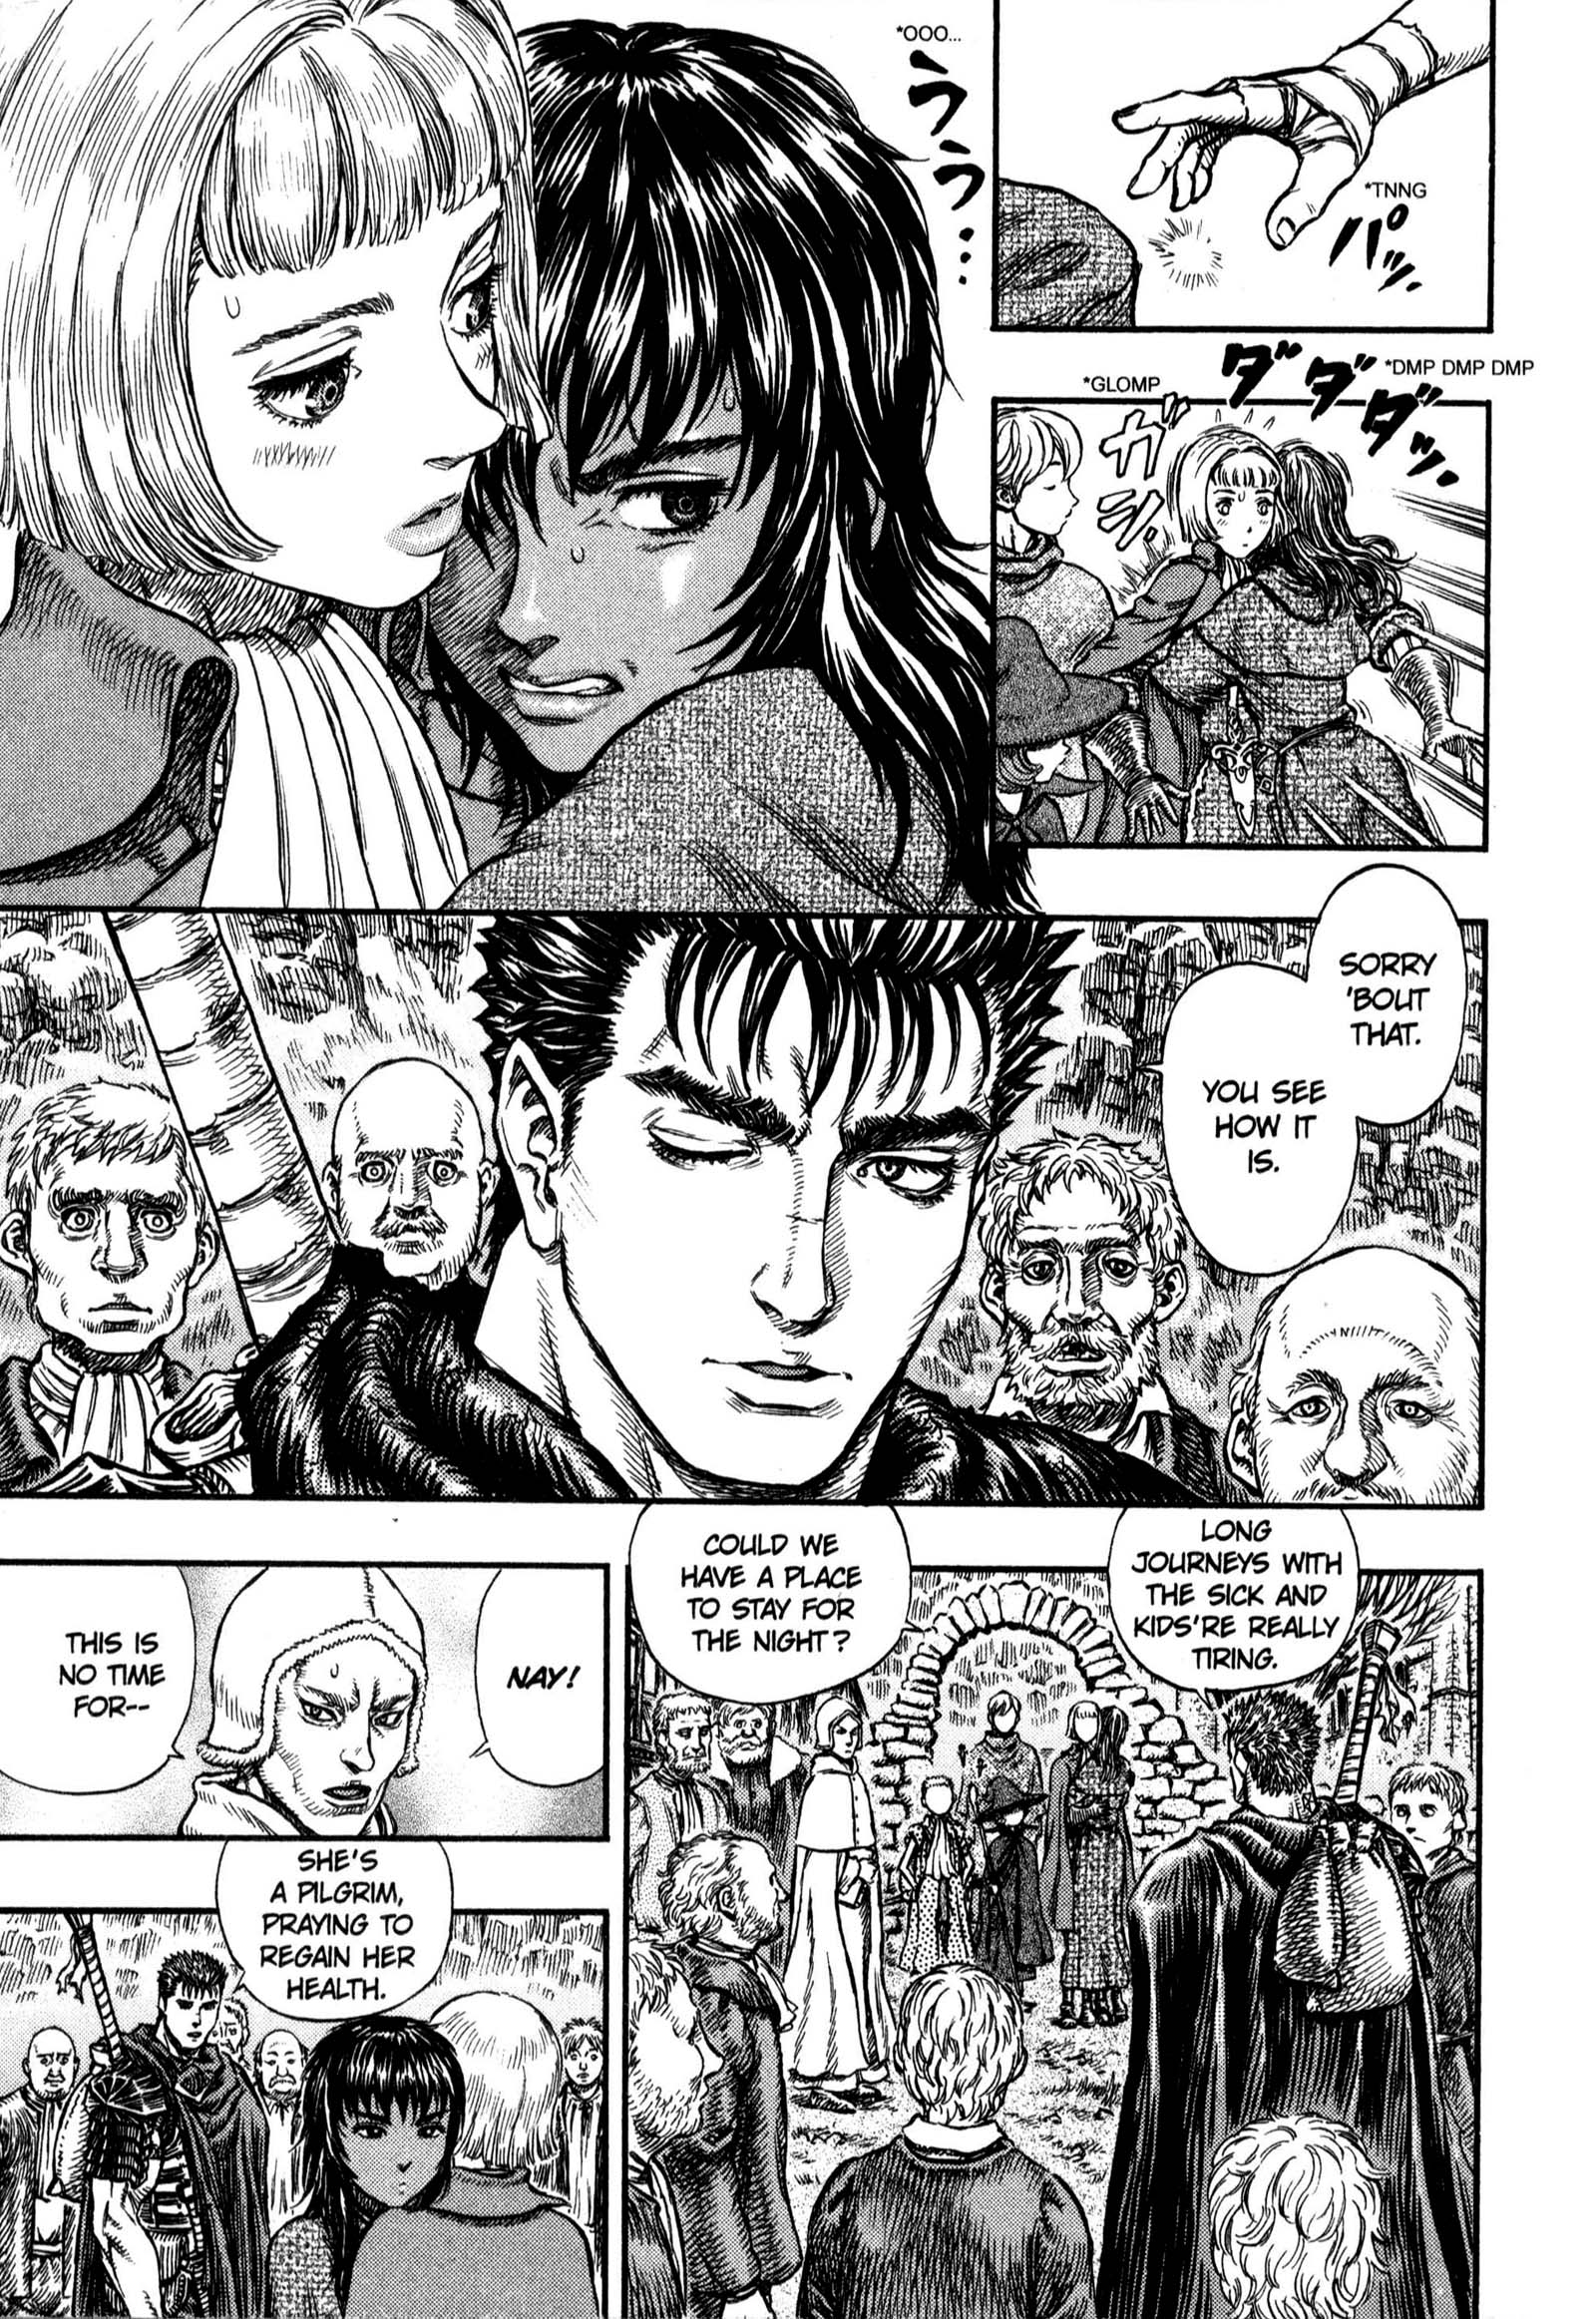 *TNNG
パッ
*DMP DMP DMP
ダダダッ
*GLOMP
ガシ
*OOO...
うう…
SORRY
'BOUT
THAT.
YOU SEE
HOW IT
IS.
LONG
JOURNEYS WITH
THE SICK AND
KIDS'RE REALLY
TIRING.
COULD WE
HAVE A PLACE
TO STAY FOR
THE NIGHT?
NAY!
THIS IS
NO TIME
FOR--
SHE'S
A PILGRIM,
PRAYING TO
REGAIN HER
HEALTH.